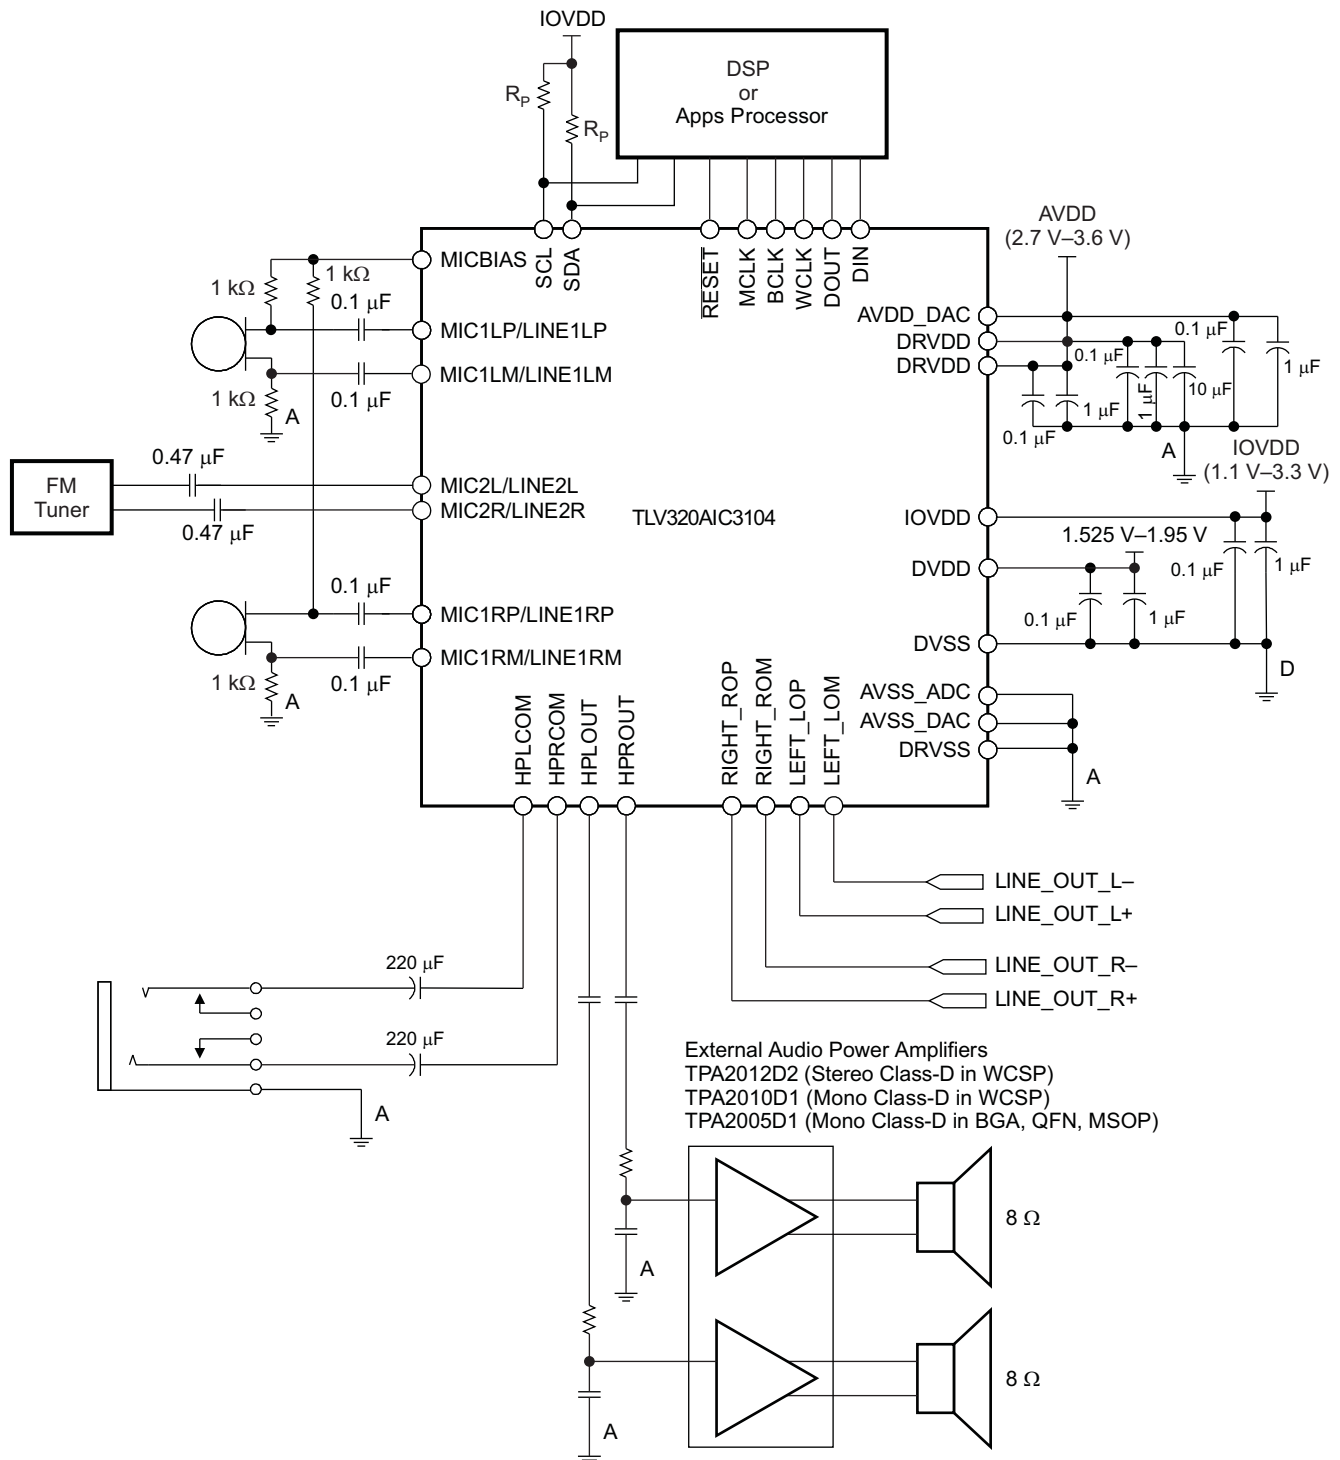 IOVDD
DSP
or
Apps Processor
RP
RP
SCL
SDA
RESET
MCLK
BCLK
WCLK
DOUT
DIN
AVDD
(2.7 V–3.6 V)
MICBIAS
1 kΩ
1 kΩ
0.1 μF
MIC1LP/LINE1LP
MIC1LM/LINE1LM
1 kΩ
A
0.1 μF
AVDD_DAC
DRVDD
DRVDD
0.1 μF
0.1 μF
1 μF
10 μF
1 μF
1 μF
0.1 μF
A
IOVDD
(1.1 V–3.3 V)
FM
Tuner
0.47 μF
0.47 μF
MIC2L/LINE2L
MIC2R/LINE2R
TLV320AIC3104
IOVDD
1.525 V–1.95 V
DVDD
0.1 μF
1 μF
0.1 μF
1 μF
DVSS
D
0.1 μF
MIC1RP/LINE1RP
MIC1RM/LINE1RM
1 kΩ
A
0.1 μF
HPLCOM
HPRCOM
HPLOUT
HPROUT
RIGHT_ROP
RIGHT_ROM
LEFT_LOP
LEFT_LOM
AVSS_ADC
AVSS_DAC
DRVSS
A
LINE_OUT_L–
LINE_OUT_L+
LINE_OUT_R–
LINE_OUT_R+
220 μF
220 μF
A
External Audio Power Amplifiers
TPA2012D2 (Stereo Class-D in WCSP)
TPA2010D1 (Mono Class-D in WCSP)
TPA2005D1 (Mono Class-D in BGA, QFN, MSOP)
8 Ω
A
8 Ω
A